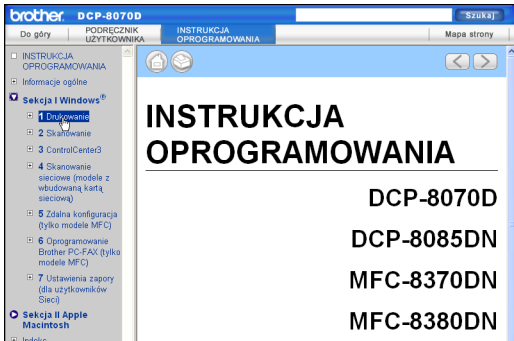 brother. DCP-8070D
Szukaj
Do góry
PODRĘCZNIK
UŻYTKOWNIKA
INSTRUKCJA
OPROGRAMOWANIA
Mapa strony
INSTRUKCJA
OPROGRAMOWANIA
Informacje ogólne
Sekcja I Windows®
1 Drukowanie
2 Skanowanie
3 ControlCenter3
4 Skanowanie
sieciowe (modele z
wbudowaną kartą
sieciową)
5 Zdalna konfiguracja
(tylko modele MFC)
6 Oprogramowanie
Brother PC-FAX (tylko
modele MFC)
7 Ustawienia zapory
(dla użytkowników
Sieci)
Sekcja II Apple
Macintosh
Indeks
INSTRUKCJA
OPROGRAMOWANIA
DCP-8070D
DCP-8085DN
MFC-8370DN
MFC-8380DN